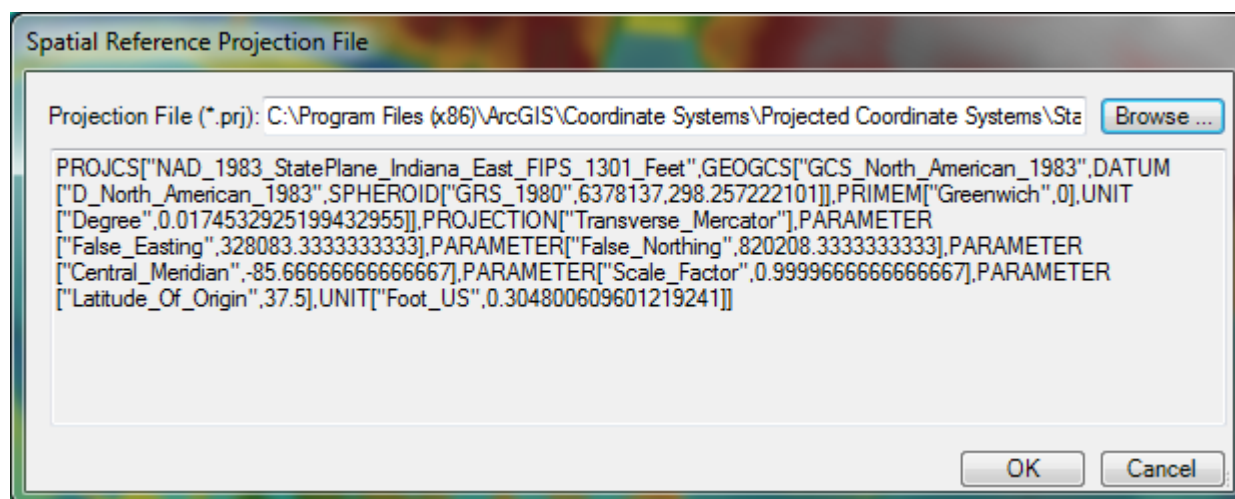 Spatial Reference Projection File
Projection File (*.prj): C:\Program Files (x86)\ArcGIS\Coordinate Systems\Projected Coordinate Systems\Sta Browse ...
PROJCS["NAD_1983_StatePlane_Indiana_East_FIPS_1301_Feet",GEOGCS["GCS_North_American_1983",DATUM
["D_North_American_1983",SPHEROID["GRS_1980",6378137,298.257222101]],PRIMEM["Greenwich",0],UNIT
["Degree",0.0174532925199432955]],PROJECTION["Transverse_Mercator"],PARAMETER
["False_Easting",328083.3333333333],PARAMETER["False_Northing",820208.3333333333],PARAMETER
["Central_Meridian",-85.66666666666667],PARAMETER["Scale_Factor",0.9999666666666667],PARAMETER
["Latitude_Of_Origin",37.5],UNIT["Foot_US",0.304800609601219241]]
OK Cancel